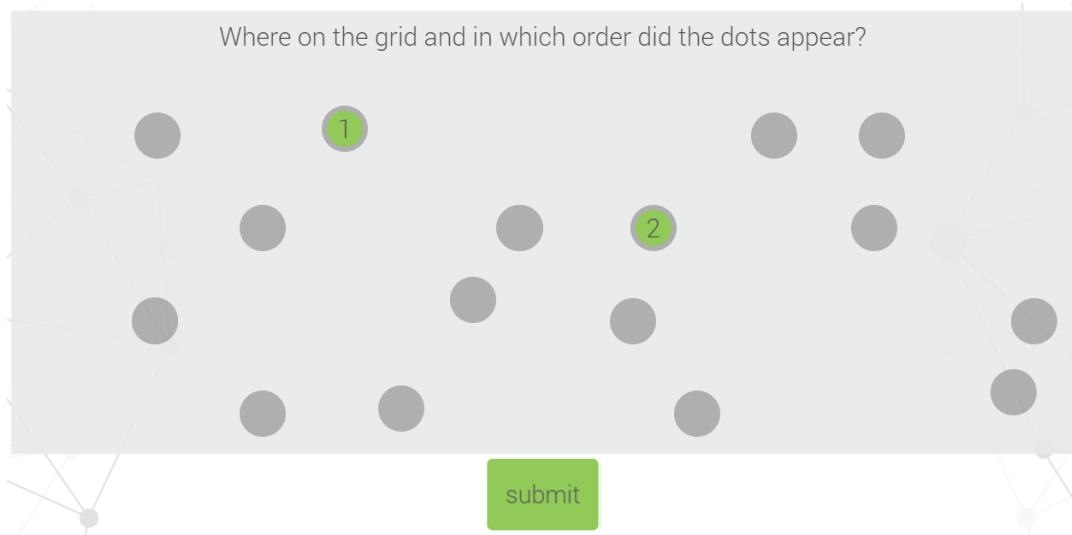 Where on the grid and in which order did the dots appear?
1
2
submit